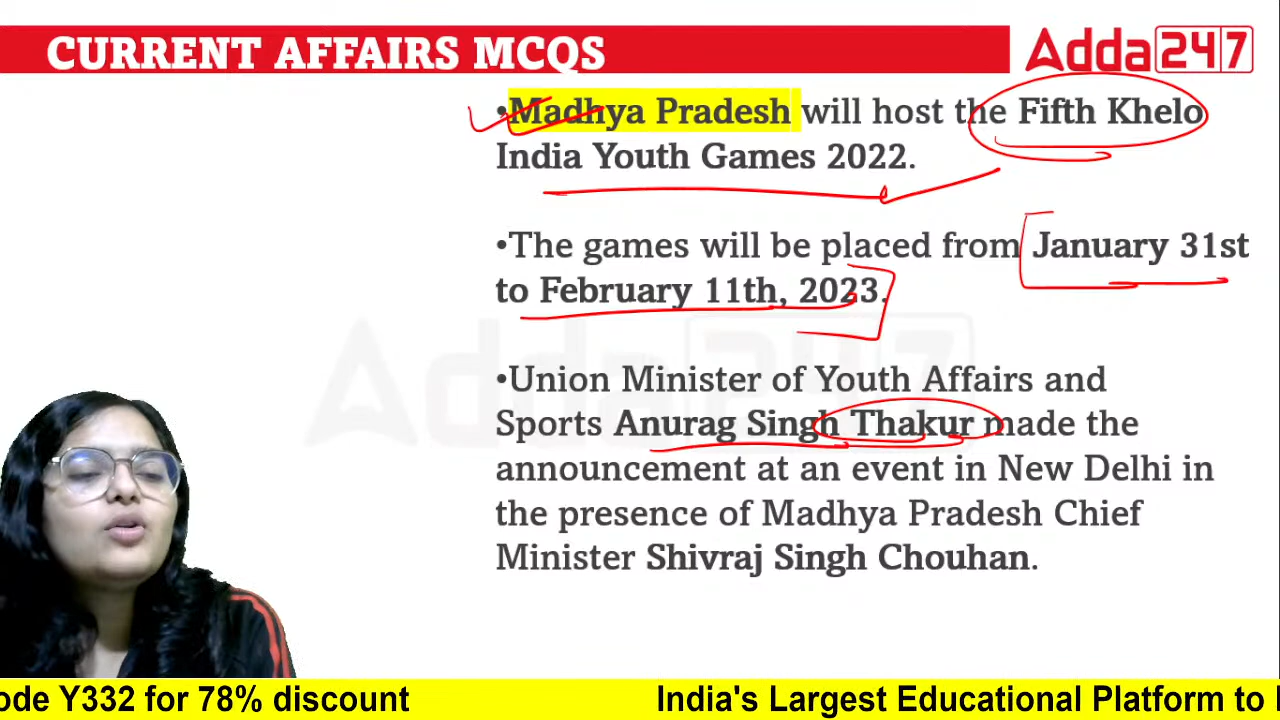 CURRENT AFFAIRS MCQS
Adda247
•Madhya Pradesh will host the Fifth Khelo
India Youth Games 2022.
•The games will be placed from January 31st
to February 11th, 2023.
•Union Minister of Youth Affairs and
Sports Anurag Singh Thakur made the
announcement at an event in New Delhi in
the presence of Madhya Pradesh Chief
Minister Shivraj Singh Chouhan.
Adda247
ode Y332 for 78% discount
India's Largest Educational Platform to